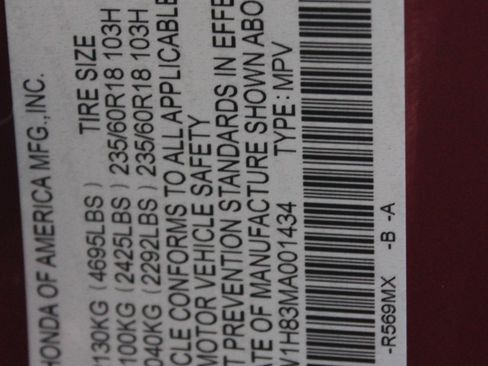 HONDA OF AMERICA MFG., INC.
TIRE SIZE
2130KG (4695LBS)
100KG (2425LBS) 235/60R18 103H
040KG (2292LBS) 235/60R18 103H
CLE CONFORMS TO ALL APPLICABLE
MOTOR VEHICLE SAFETY
T PREVENTION STANDARDS IN EFFE
ATE OF MANUFACTURE SHOWN ABO
V1H83MA001434 TYPE: MPV
-R569MX -B -A